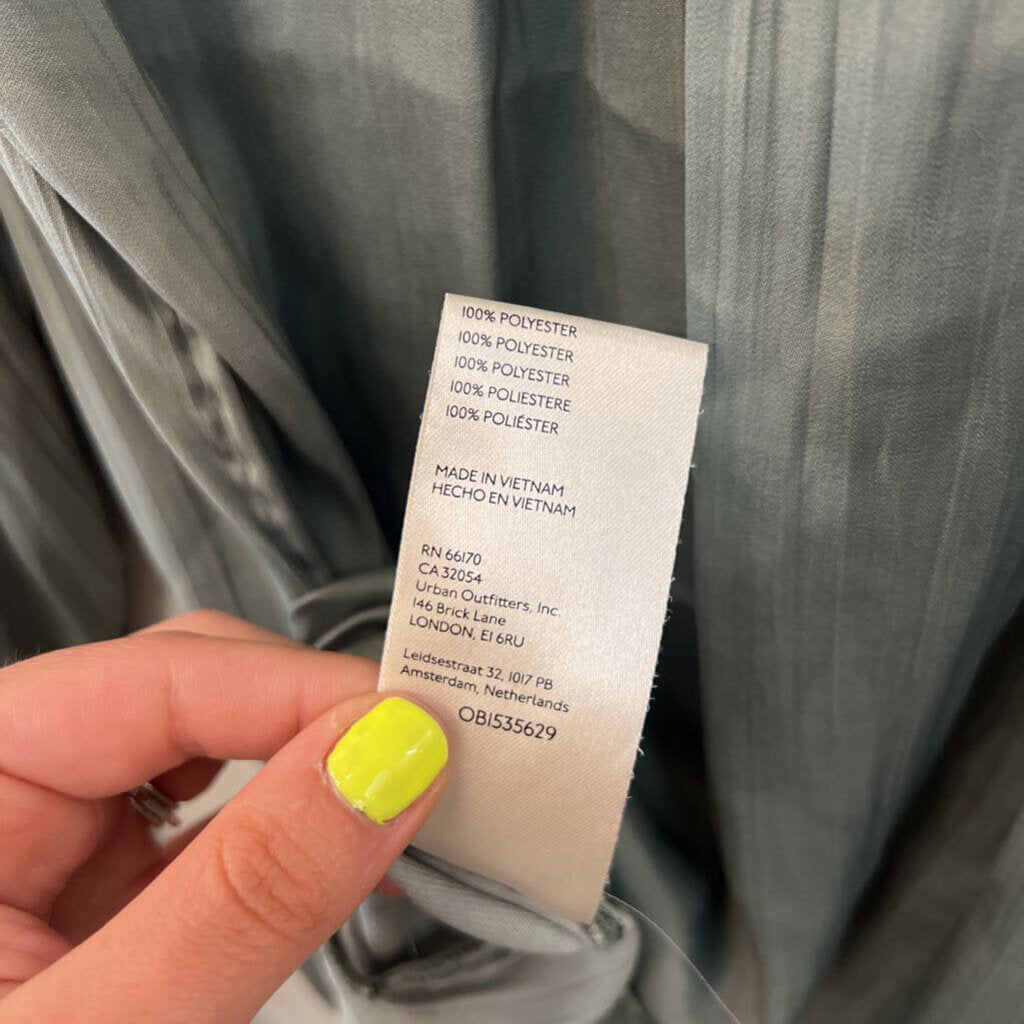 100% POLYESTER
100% POLYESTER
100% POLYESTER
100% POLIESTERE
100% POLIÉSTER
MADE IN VIETNAM
HECHO EN VIETNAM
RN 66170
CA 32054
Urban Outfitters, Inc.
146 Brick Lane
LONDON, E1 6RU
Leidsestraat 32, 1017 PB
Amsterdam, Netherlands
OB1535629